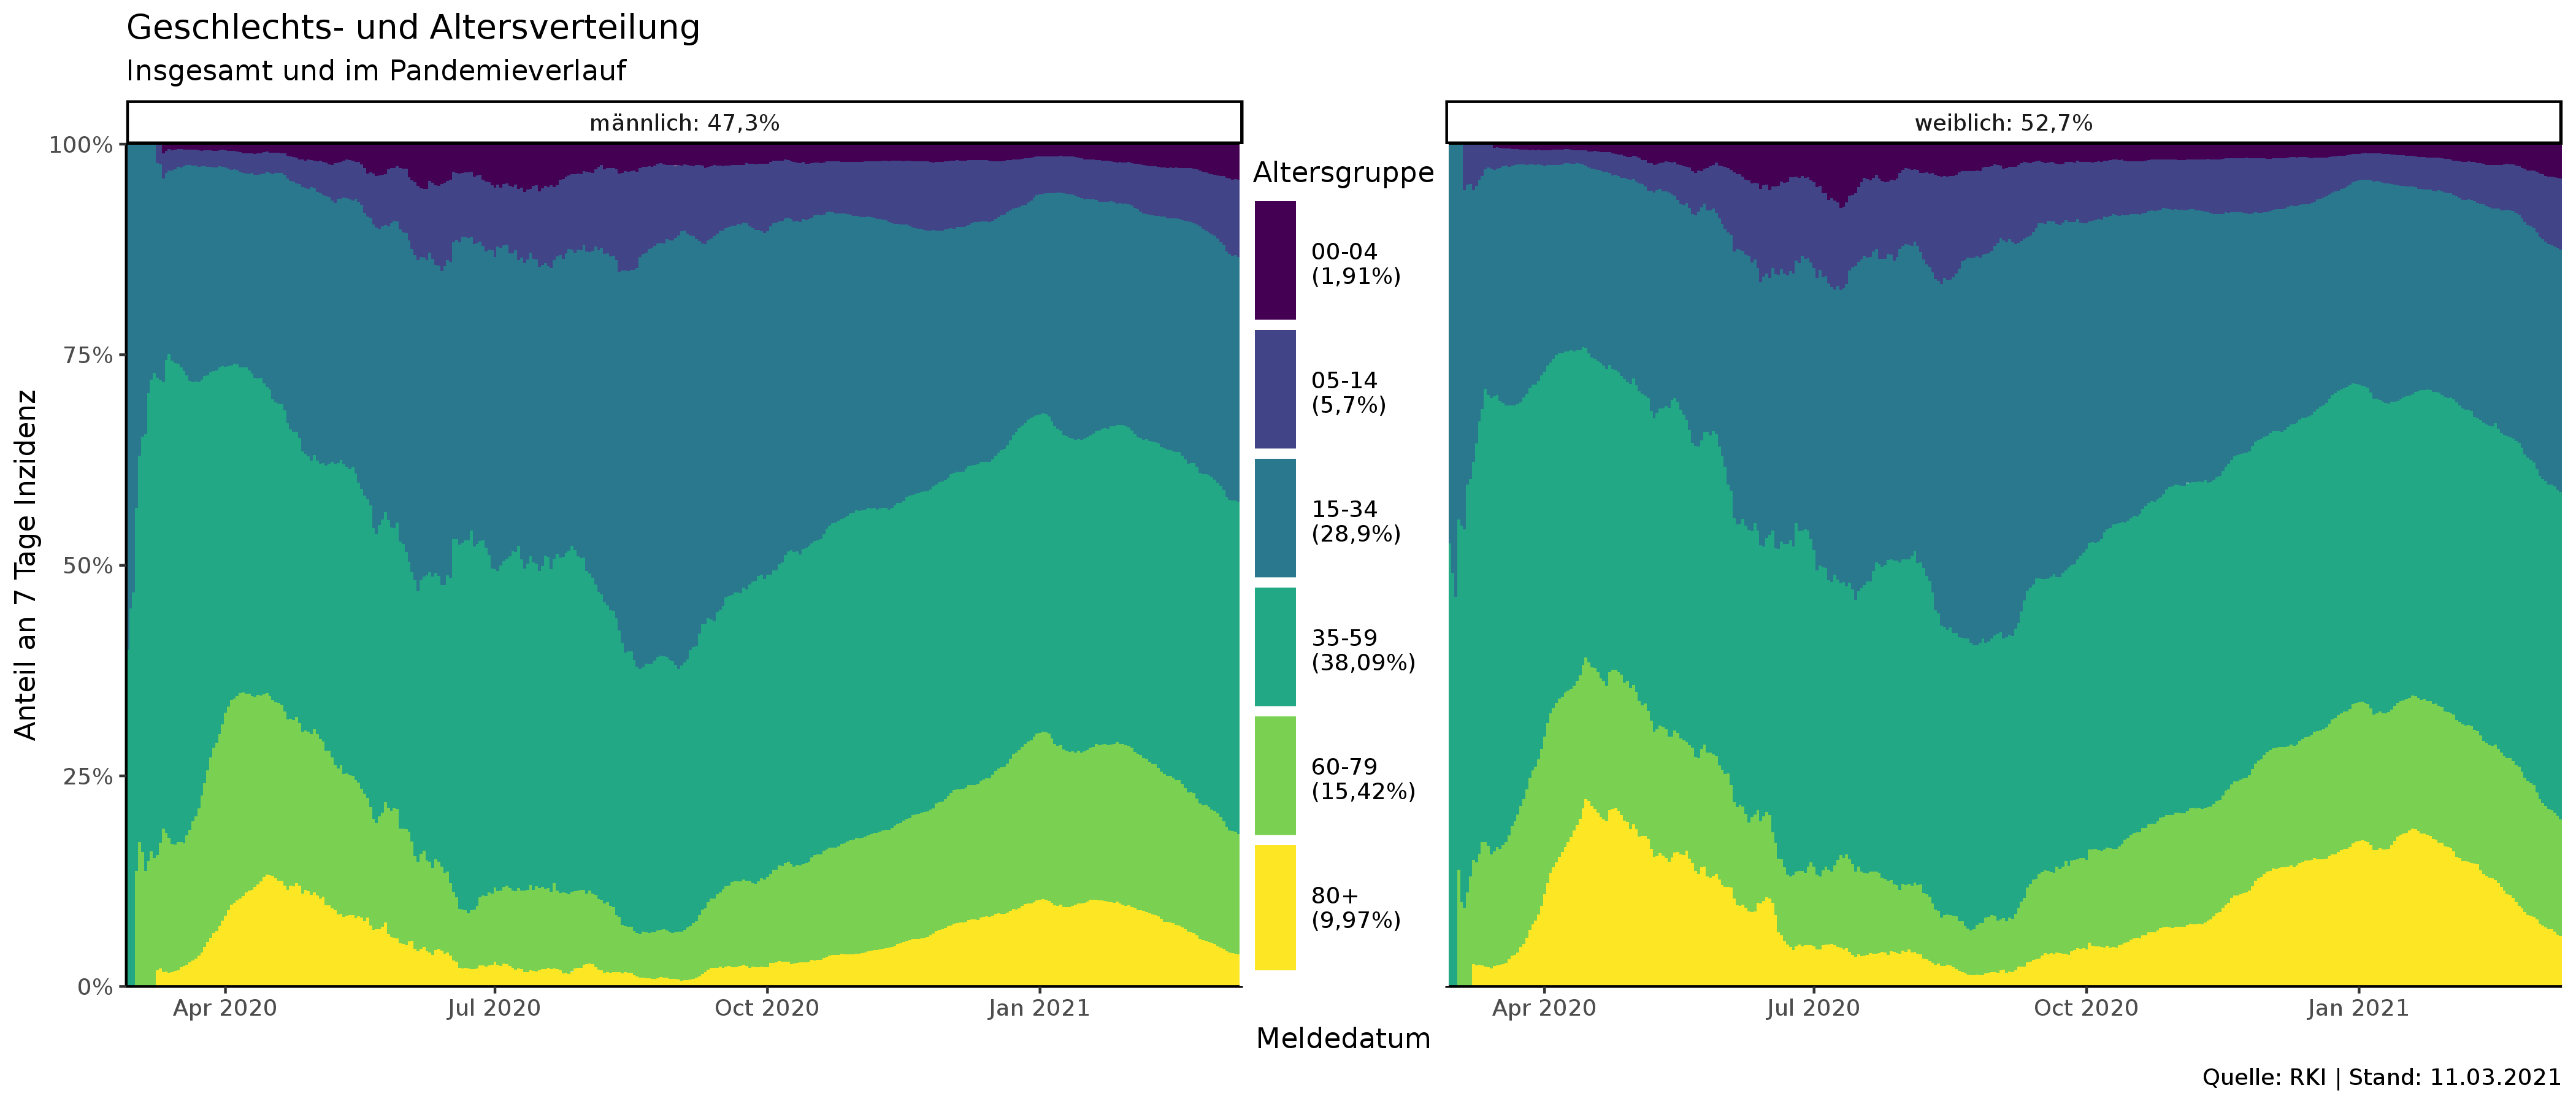 Geschlechts- und Altersverteilung
Insgesamt und im Pandemieverlauf
männlich: 47,3%
weiblich: 52,7%
Anteil an 7 Tage Inzidenz
100%
75%
50%
25%
0%
Altersgruppe
00-04
(1,91%)
05-14
(5,7%)
15-34
(28,9%)
35-59
(38,09%)
60-79
(15,42%)
80+
(9,97%)
Apr 2020
Jul 2020
Oct 2020
Jan 2021
Apr 2020
Jul 2020
Oct 2020
Jan 2021
Meldedatum
Quelle: RKI | Stand: 11.03.2021